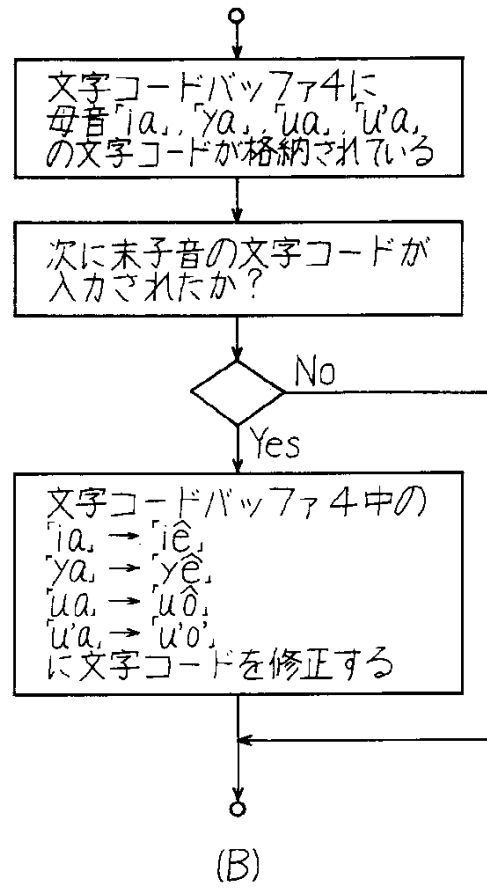 文字コードバッファ4に
母音「ia」,「ya」,「ua」,「u'a」
の文字コードが格納されている
次に末子音の文字コードが
入力されたか?
No
Yes
文字コードバッファ4中の
「ia」→「iê」
「ya」→「yê」
「ua」→「uô」
「u'a」→「u'o'」
に文字コードを修正する
(B)